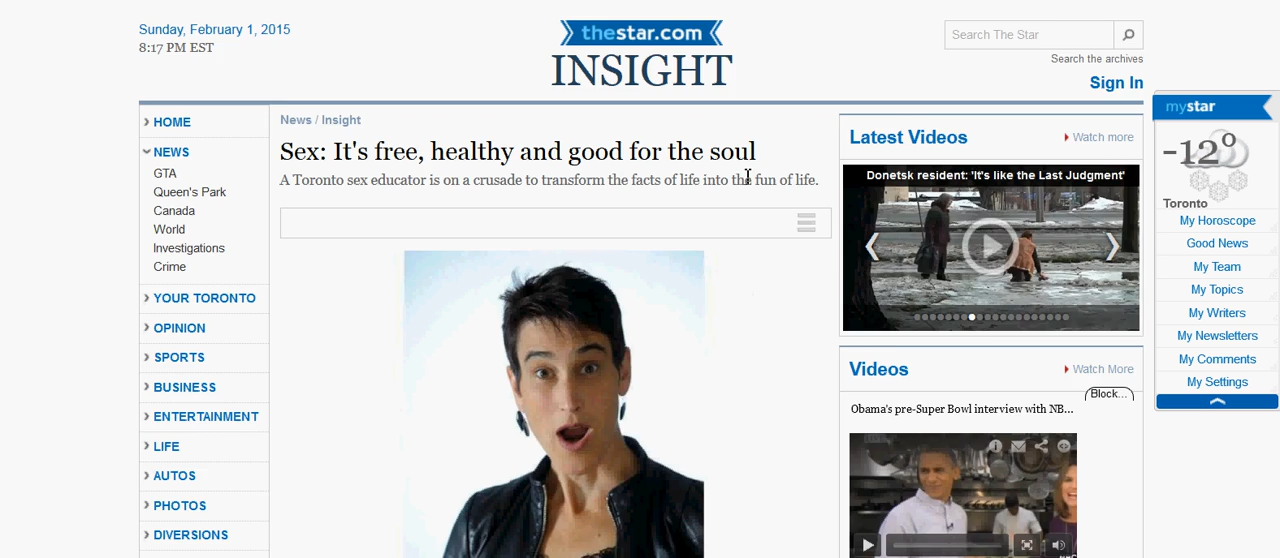 Sunday, February 1, 2015
8:17 PM EST
thestar.com
INSIGHT
Search The Star
Search the archives
Sign In
HOME
NEWS
GTA
Queen's Park
Canada
World
Investigations
Crime
YOUR TORONTO
OPINION
SPORTS
BUSINESS
ENTERTAINMENT
LIFE
AUTOS
PHOTOS
DIVERSIONS
News / Insight
Sex: It's free, healthy and good for the soul
A Toronto sex educator is on a crusade to transform the facts of life into the fun of life.
Latest Videos
Watch more
Donetsk resident: 'It's like the Last Judgment'
Videos
Watch More
Block...
Obama's pre-Super Bowl interview with NB...
mystar
-12°
Toronto
My Horoscope
Good News
My Team
My Topics
My Writers
My Newsletters
My Comments
My Settings